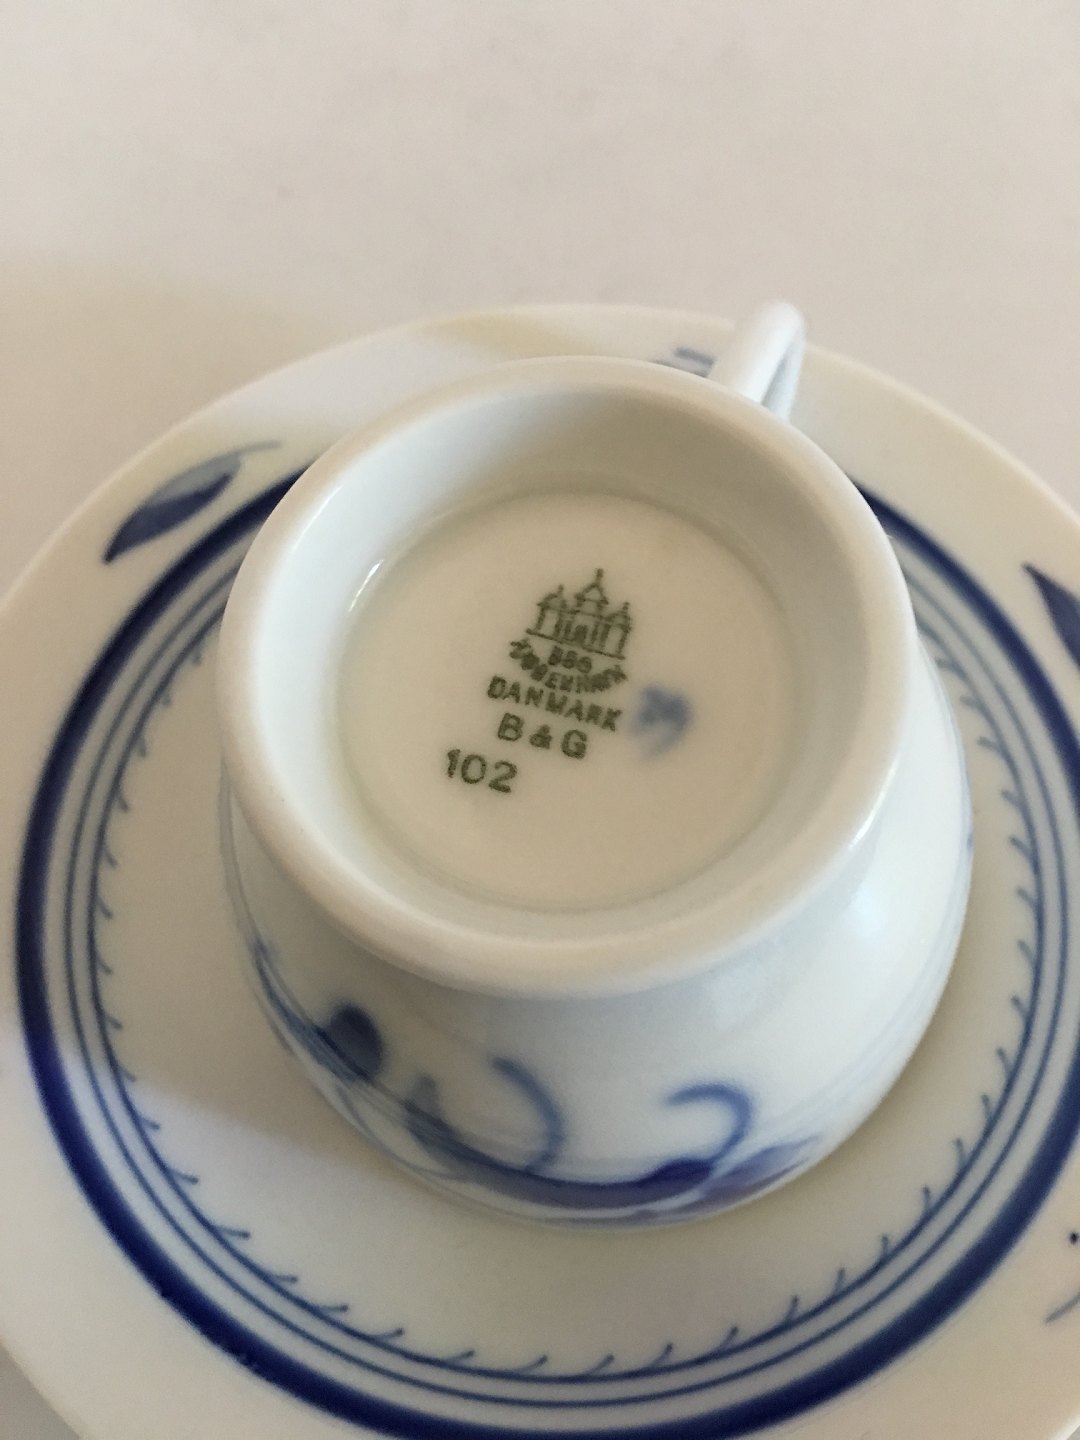 B&G
KJØBENHAVN
DANMARK
B & G
102